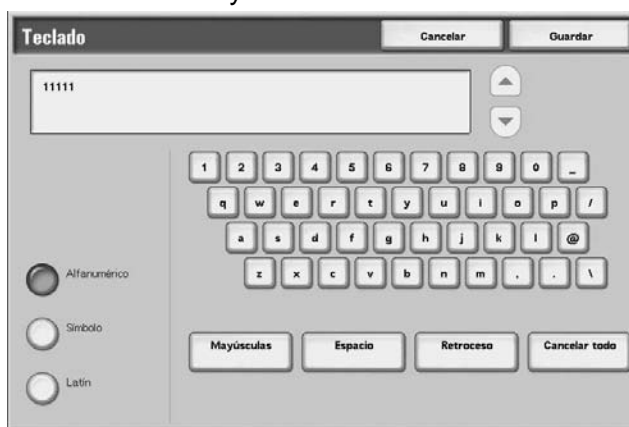 Teclado Cancelar Guardar
11111
1 2 3 4 5 6 7 8 9 0 _
q w e r t y u i o p /
a s d f g h j k l @
z x c v b n m , . \
Alfanumérico
Símbolo
Latín
Mayúsculas Espacio Retroceso Cancelar todo